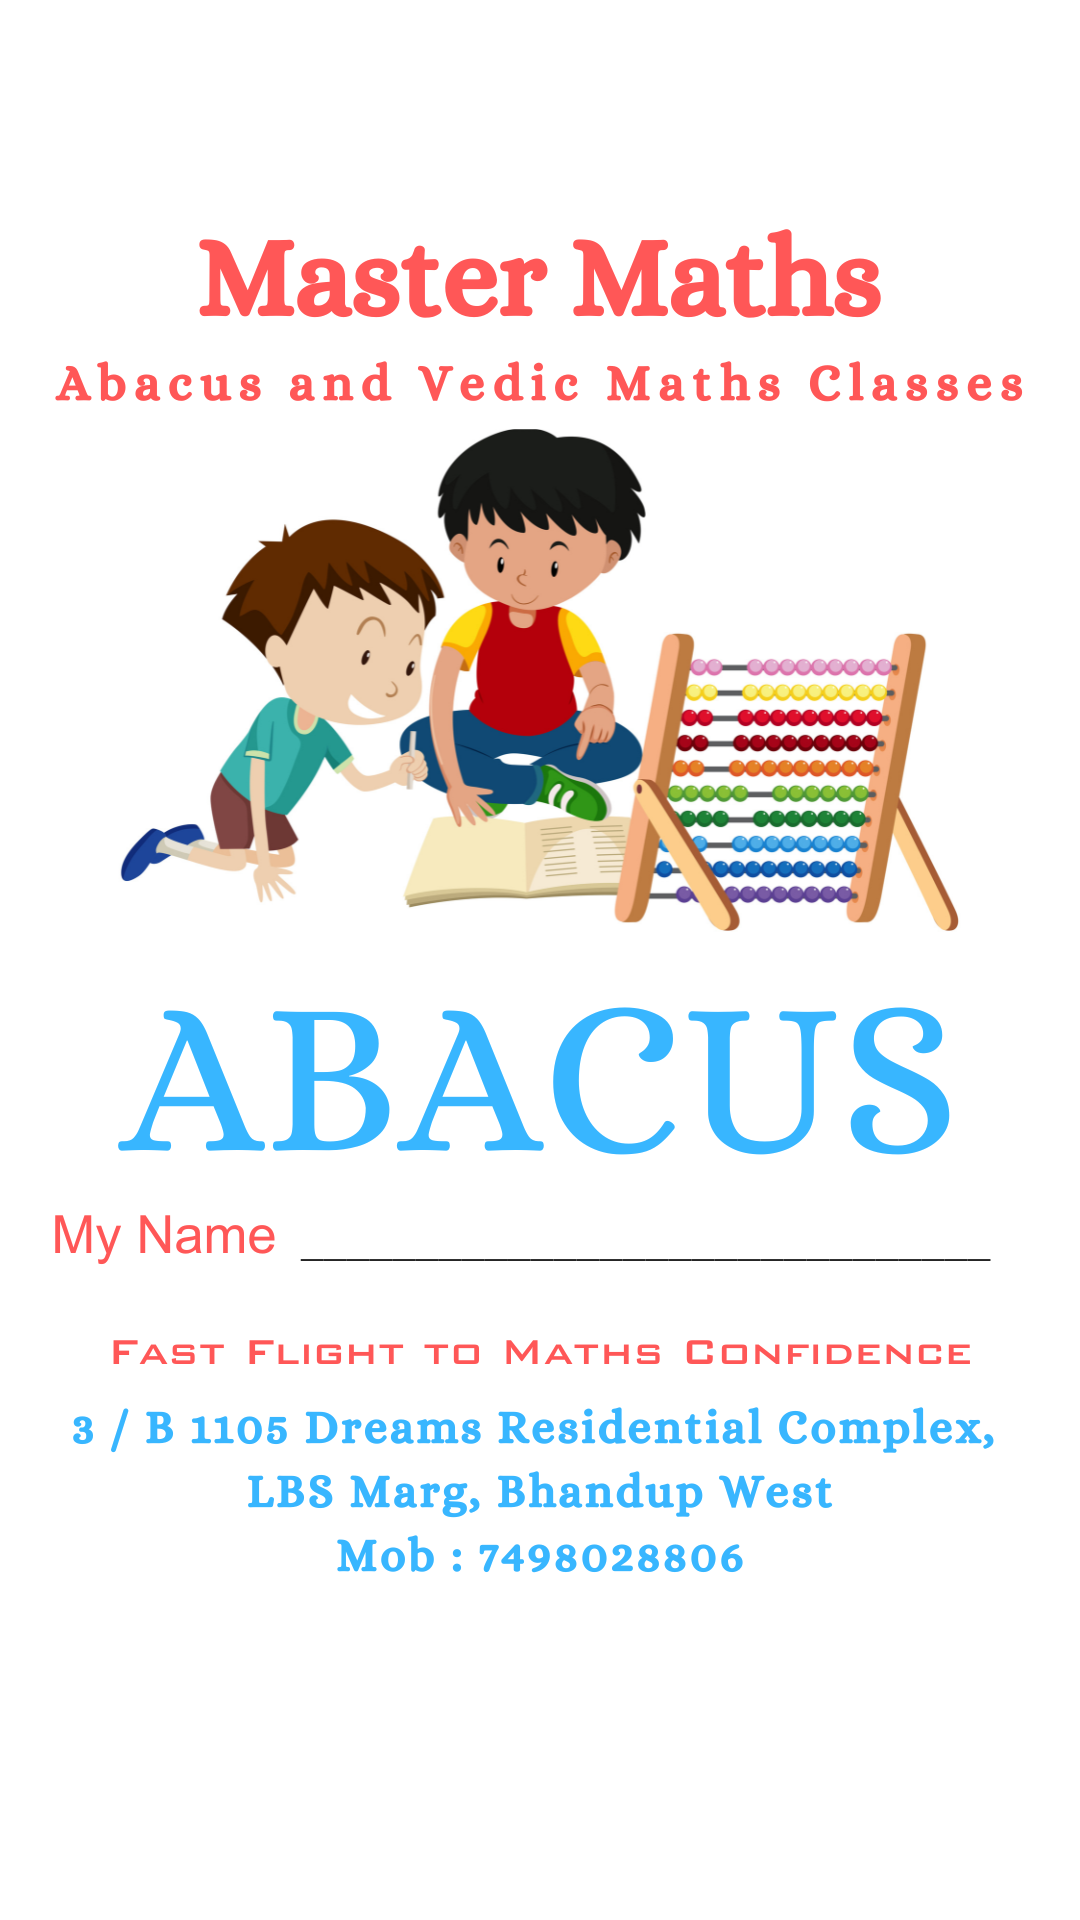 Master Maths
Abacus and Vedic Maths Classes
ABACUS
My Name ______________________________
Fast Flight to Maths Confidence
3 / B 1105 Dreams Residential Complex,
LBS Marg, Bhandup West
Mob : 7498028806